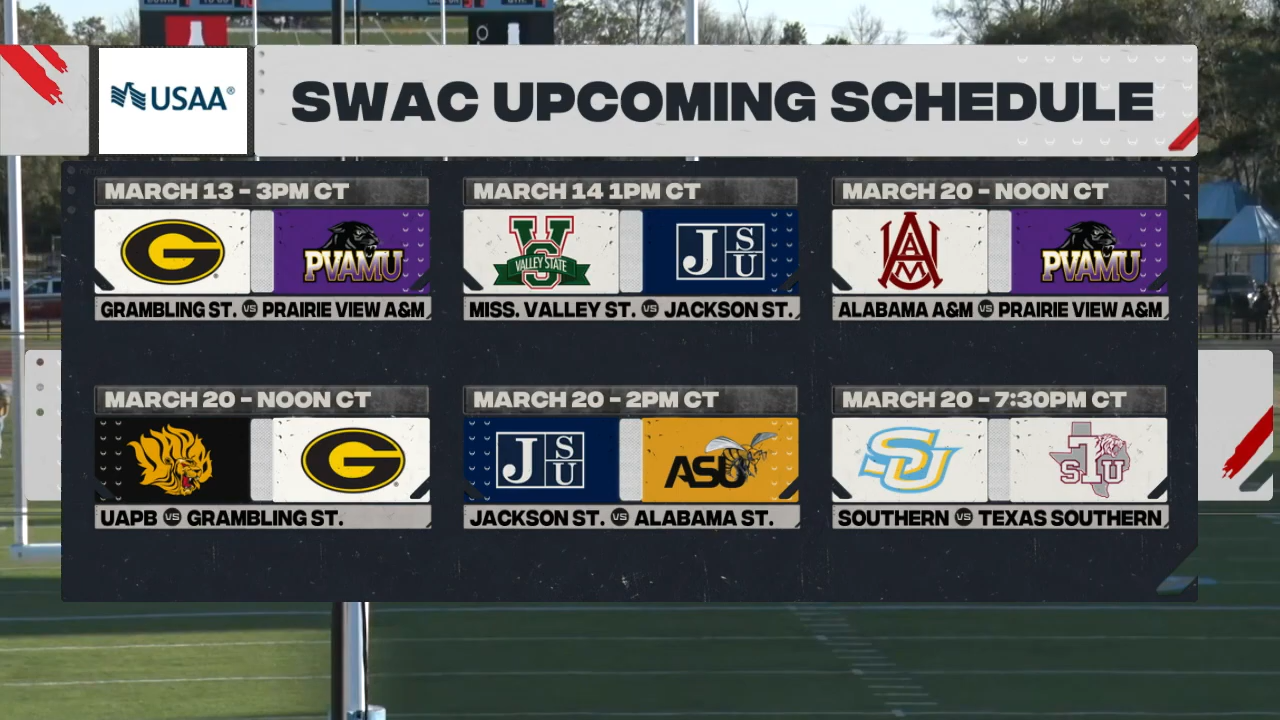 USAA®
SWAC UPCOMING SCHEDULE
MARCH 13 - 3PM CT
G
PVAMU
GRAMBLING ST. VS PRAIRIE VIEW A&M
MARCH 14 1PM CT
VS
VALLEY STATE
J S U
MISS. VALLEY ST. VS JACKSON ST.
MARCH 20 - NOON CT
AAM
PVAMU
ALABAMA A&M VS PRAIRIE VIEW A&M
MARCH 20 - NOON CT
G
UAPB VS GRAMBLING ST.
MARCH 20 - 2PM CT
J S U
ASU
JACKSON ST. VS ALABAMA ST.
MARCH 20 - 7:30PM CT
SU
TSU
SOUTHERN VS TEXAS SOUTHERN